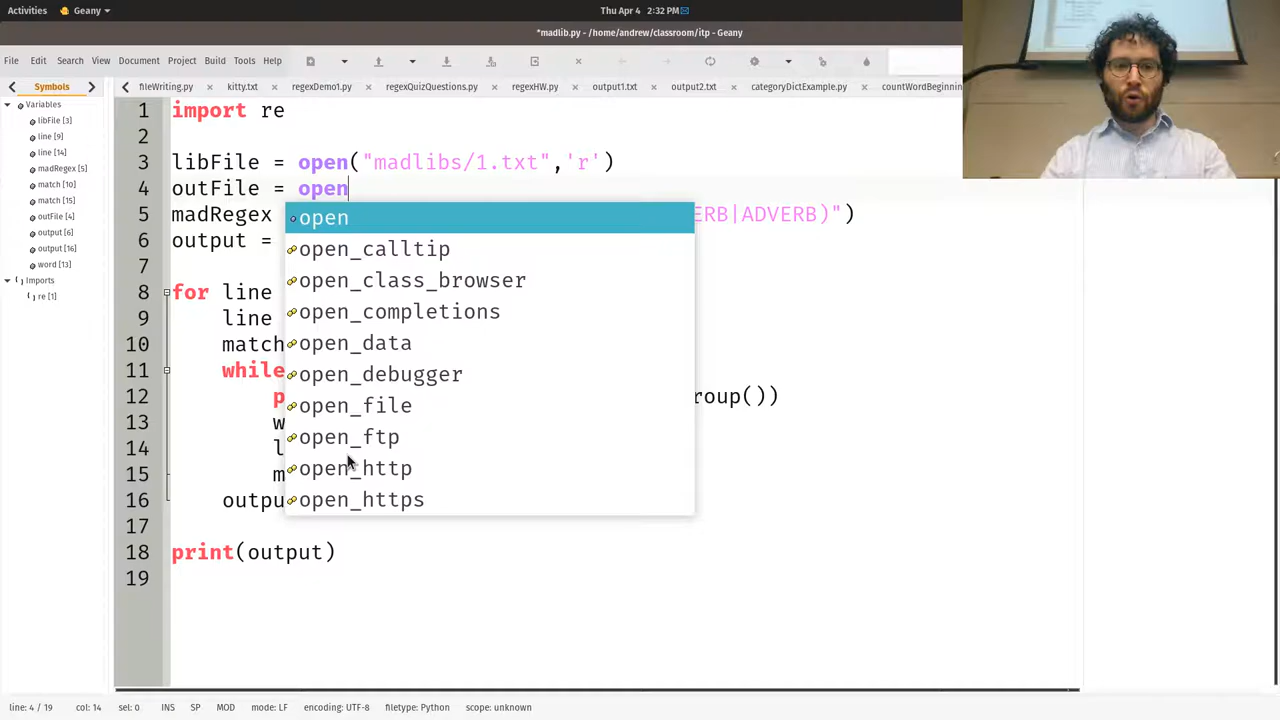 Activities
Geany
Thu Apr 4 2:32 PM
*madlib.py - /home/andrew/classroom/itp - Geany
File Edit Search View Document Project Build Tools Help
Symbols
fileWriting.py kitty.txt regexDemo1.py regexQuizQuestions.py regexHW.py output1.txt output2.txt categoryDictExample.py countWordBeginnin
Variables
libFile [3]
line [9]
line [14]
madRegex [5]
match [10]
match [15]
outFile [4]
output [6]
output [16]
word [13]
Imports
re [1]
1 import re
2
3 libFile = open("madlibs/1.txt",'r')
4 outFile = open
5 madRegex ERB|ADVERB)")
6 output =
7
8 for line
9 line
10 match
11 while
12 p roup())
13 w
14 l
15 m
16 outpu
17
18 print(output)
19
open
open_calltip
open_class_browser
open_completions
open_data
open_debugger
open_file
open_ftp
open_http
open_https
line: 4 / 19 col: 14 sel: 0 INS SP MOD mode: LF encoding: UTF-8 filetype: Python scope: unknown